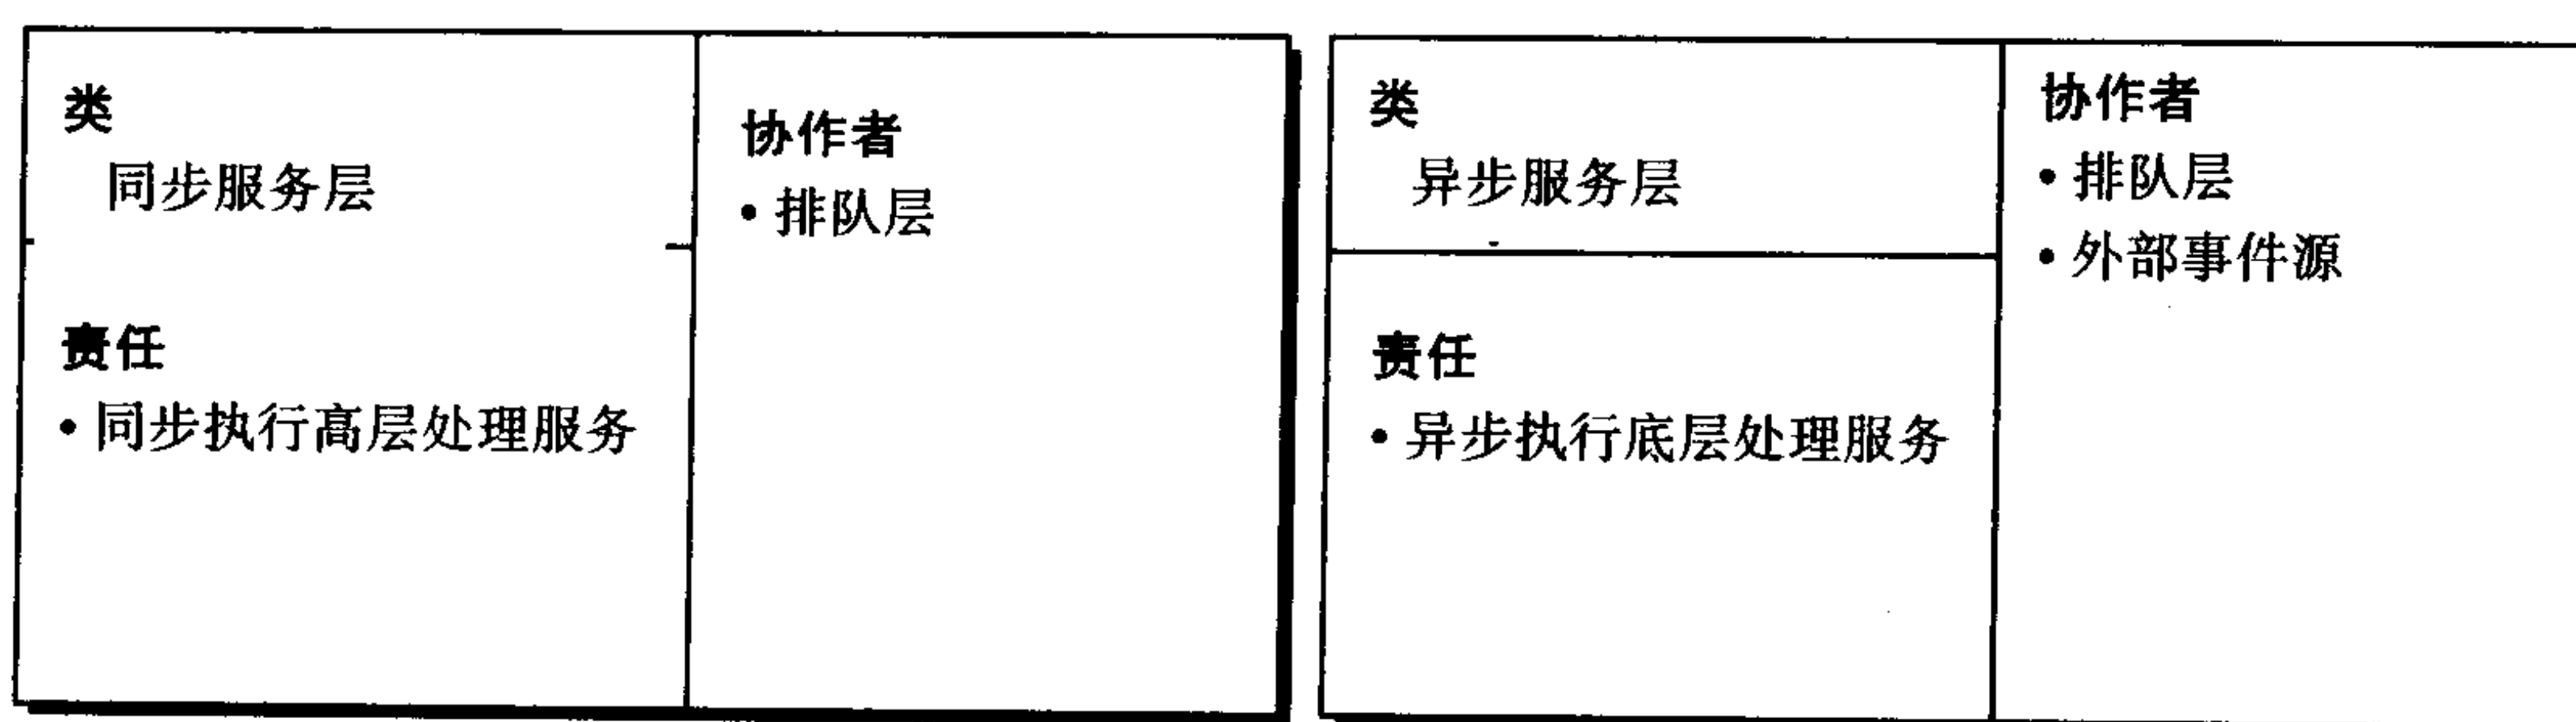 类
同步服务层
责任
• 同步执行高层处理服务
协作者
• 排队层
类
异步服务层
责任
• 异步执行底层处理服务
协作者
• 排队层
• 外部事件源